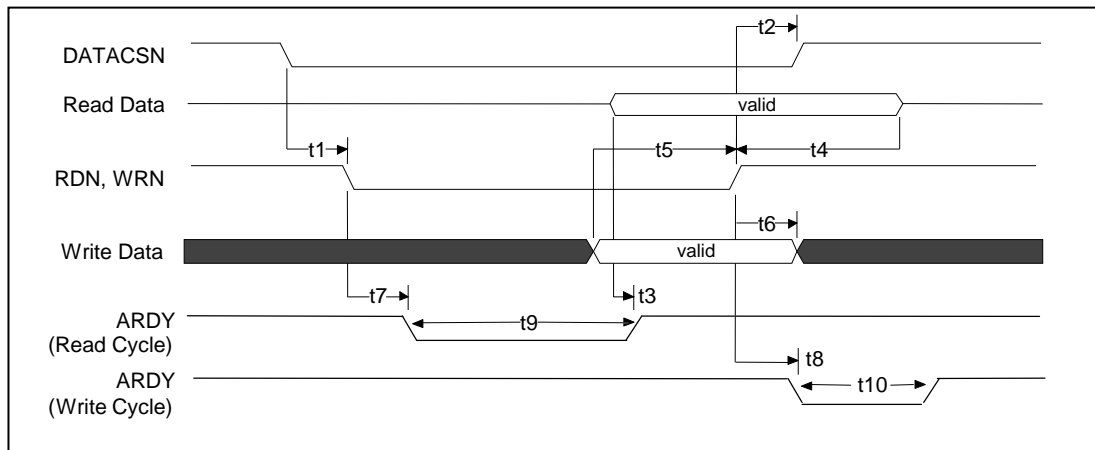 t2
DATACSN
Read Data
valid
t1
t5
t4
RDN, WRN
t6
Write Data
valid
t7
t3
ARDY
t9
(Read Cycle)
t8
ARDY
t10
(Write Cycle)